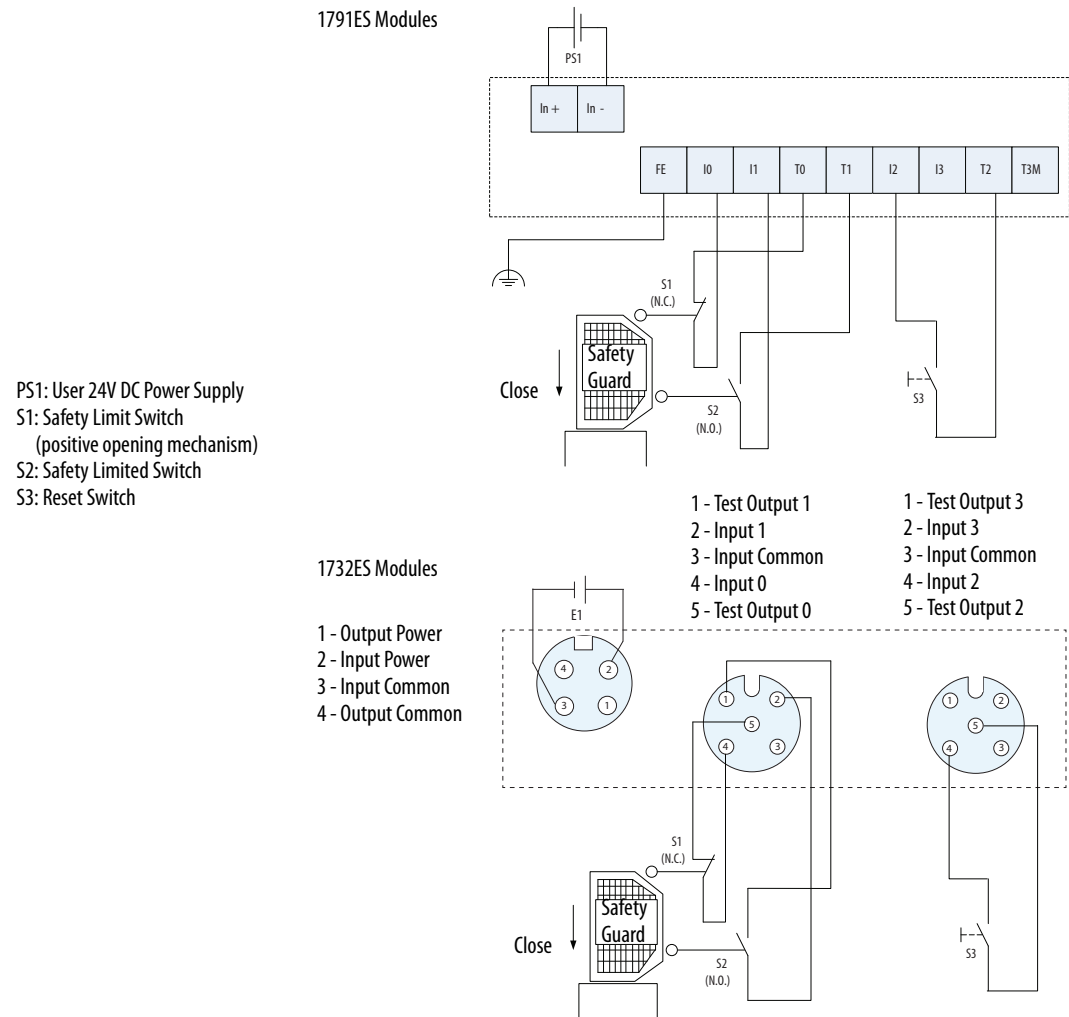 1791ES Modules
PS1
In +
In -
FE
I0
I1
T0
T1
I2
I3
T2
T3M
S1
(N.C.)
Safety
Guard
Close
S2
(N.O.)
S3
PS1: User 24V DC Power Supply
S1: Safety Limit Switch
(positive opening mechanism)
S2: Safety Limited Switch
S3: Reset Switch
1 - Test Output 1
2 - Input 1
3 - Input Common
4 - Input 0
5 - Test Output 0
1 - Test Output 3
2 - Input 3
3 - Input Common
4 - Input 2
5 - Test Output 2
1732ES Modules
1 - Output Power
2 - Input Power
3 - Input Common
4 - Output Common
E1
4
2
3
1
1
2
5
4
3
1
2
5
4
3
S1
(N.C.)
Safety
Guard
Close
S2
(N.O.)
S3